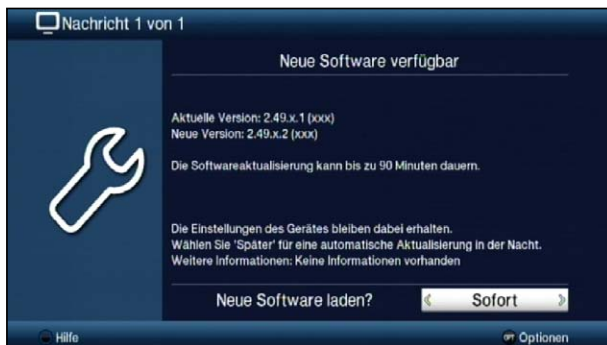 Nachricht 1 von 1
Neue Software verfügbar
Aktuelle Version: 2.49.x.1 (xxx)
Neue Version: 2.49.x.2 (xxx)
Die Softwareaktualisierung kann bis zu 90 Minuten dauern.
Die Einstellungen des Gerätes bleiben dabei erhalten.
Wählen Sie 'Später' für eine automatische Aktualisierung in der Nacht.
Weitere Informationen: Keine Informationen vorhanden
Neue Software laden? Sofort
Hilfe OPT Optionen